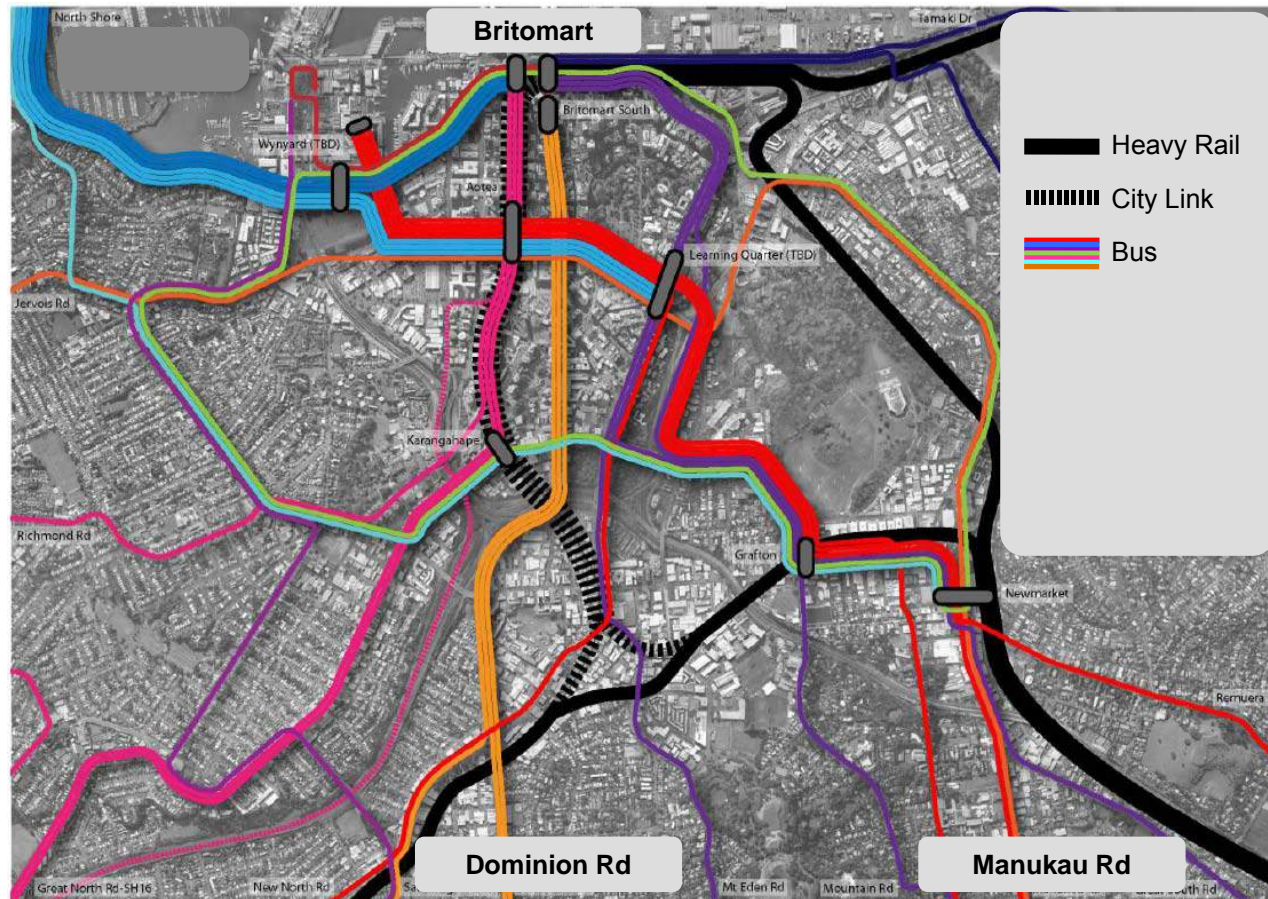 North Shore
Britomart
Tamaki Dr
Britomart South
Wynyard (TBD)
Heavy Rail
Aotea
City Link
Learning Quarter (TBD)
Bus
Jervois Rd
Karangahape
Richmond Rd
Grafton
Newmarket
Remuera
Dominion Rd
Manukau Rd
Great North Rd-SH16
New North Rd
Mt Eden Rd
Mountain Rd
South Rd